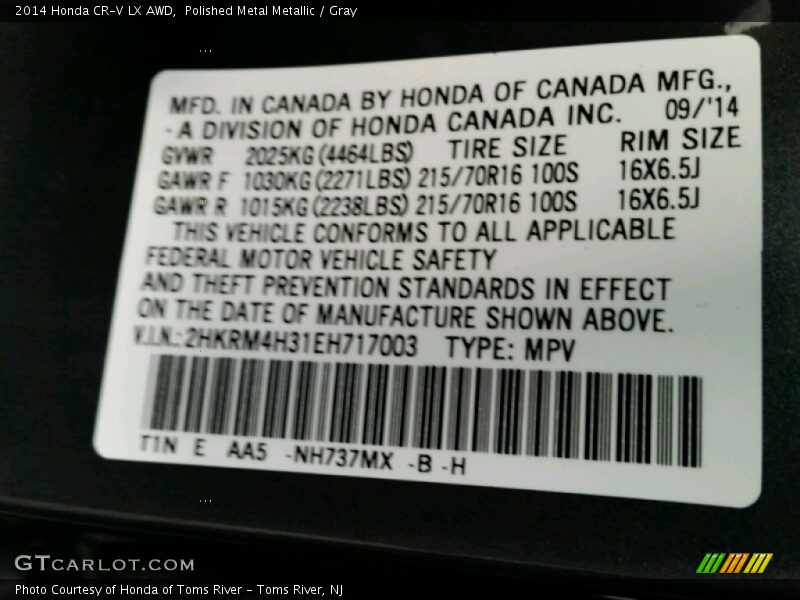 2014 Honda CR-V LX AWD,  Polished Metal Metallic / Gray
...
MFD. IN CANADA BY HONDA OF CANADA MFG.,
- A DIVISION OF HONDA CANADA INC. 09/'14
GVWR 2025KG (4464LBS) TIRE SIZE RIM SIZE
GAWR F 1030KG (2271LBS) 215/70R16 100S 16X6.5J
GAWR R 1015KG (2238LBS) 215/70R16 100S 16X6.5J
THIS VEHICLE CONFORMS TO ALL APPLICABLE
FEDERAL MOTOR VEHICLE SAFETY
AND THEFT PREVENTION STANDARDS IN EFFECT
ON THE DATE OF MANUFACTURE SHOWN ABOVE.
V.I.N.: 2HKRM4H31EH717003 TYPE: MPV
T1N E AA5 -NH737MX -B -H
...
GTCARLOT.COM
Photo Courtesy of Honda of Toms River - Toms River, NJ